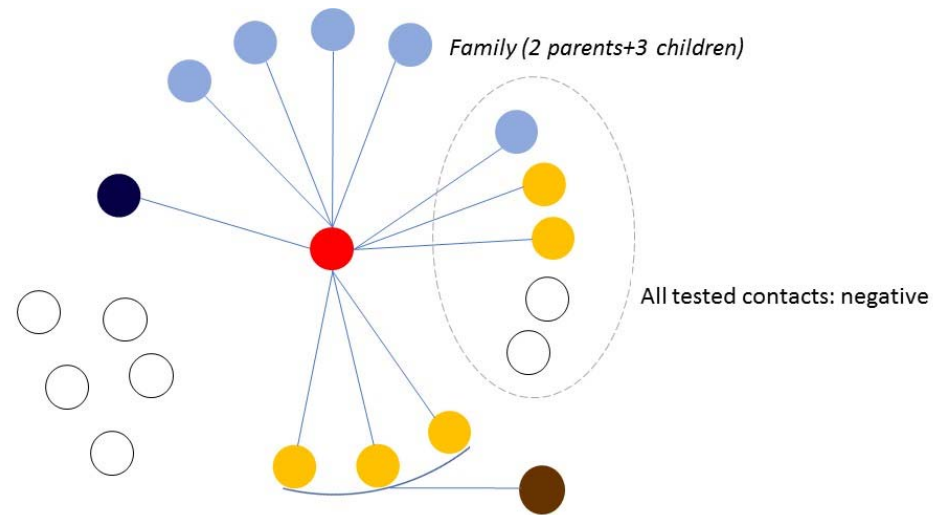 Family (2 parents+3 children)
All tested contacts: negative